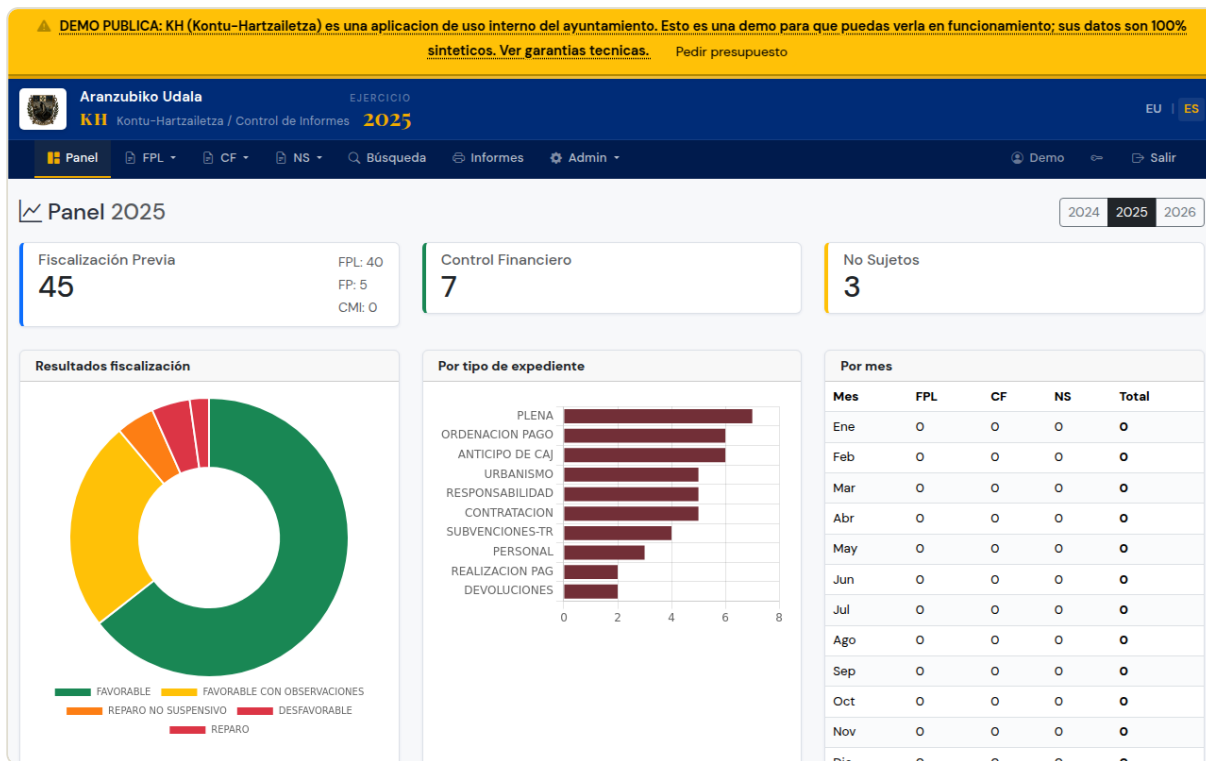 DEMO PUBLICA: KH (Kontu-Hartzailetza) es una aplicacion de uso interno del ayuntamiento. Esto es una demo para que puedas verla en funcionamiento; sus datos son 100%
sinteticos. Ver garantias tecnicas. Pedir presupuesto
Aranzubiko Udala
KH Kontu-Hartzailetza / Control de Informes
EJERCICIO
2025
EU | ES
Panel FPL CF NS Búsqueda Informes Admin Demo Salir
Panel 2025
2024 2025 2026
Fiscalización Previa
45
FPL: 40
FP: 5
CMI: 0
Control Financiero
7
No Sujetos
3
Resultados fiscalización
FAVORABLE FAVORABLE CON OBSERVACIONES
REPARO NO SUSPENSIVO DESFAVORABLE
REPARO
Por tipo de expediente
PLENA
ORDENACION PAGO
ANTICIPO DE CAJ
URBANISMO
RESPONSABILIDAD
CONTRATACION
SUBVENCIONES-TR
PERSONAL
REALIZACION PAG
DEVOLUCIONES
0 2 4 6 8
Por mes
Mes FPL CF NS Total
Ene 0 0 0 0
Feb 0 0 0 0
Mar 0 0 0 0
Abr 0 0 0 0
May 0 0 0 0
Jun 0 0 0 0
Jul 0 0 0 0
Ago 0 0 0 0
Sep 0 0 0 0
Oct 0 0 0 0
Nov 0 0 0 0